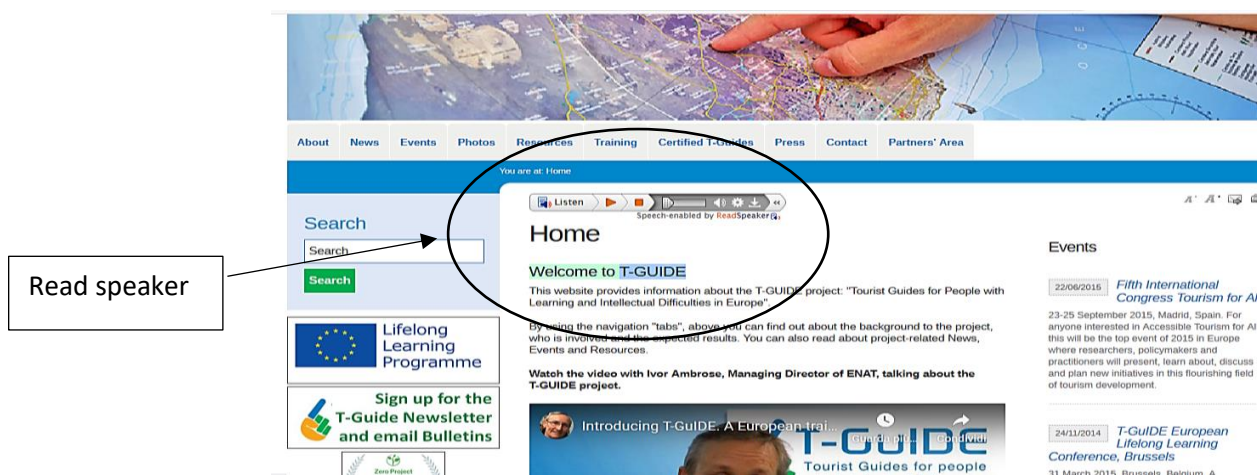 About News Events Photos Resources Training Certified T-Guides Press Contact Partners' Area
You are at: Home
Listen
Speech-enabled by ReadSpeaker
Search
Search
Search
Read speaker
Lifelong
Learning
Programme
Sign up for the
T-Guide Newsletter
and email Bulletins
Zero Project
Home
Welcome to T-GUIDE
This website provides information about the T-GUIDE project: "Tourist Guides for People with
Learning and Intellectual Difficulties in Europe".
By using the navigation "tabs", above you can find out about the background to the project,
who is involved and the expected results. You can also read about project-related News,
Events and Resources.
Watch the video with Ivor Ambrose, Managing Director of ENAT, talking about the
T-GUIDE project.
Introducing T-GuIDE, A European trai...
Guarda più... Condividi
T-GUIDE
Tourist Guides for people
Events
22/06/2015 Fifth International
Congress Tourism for Al
23-25 September 2015, Madrid, Spain. For
anyone interested in Accessible Tourism for Al
this will be the top event of 2015 in Europe
where researchers, policymakers and
practitioners will present, learn about, discuss
and plan new initiatives in this flourishing field
of tourism development.
24/11/2014 T-GuIDE European
Lifelong Learning
Conference, Brussels
31 March 2015, Brussels, Belgium. A